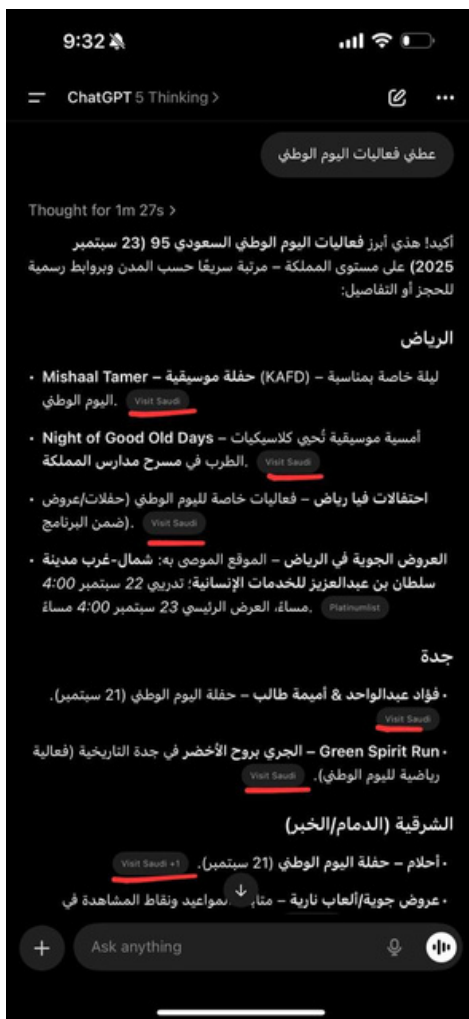 9:32
ChatGPT 5 Thinking >
عطني فعاليات اليوم الوطني
Thought for 1m 27s >
أكيد! هذي أبرز فعاليات اليوم الوطني السعودي 95 (23 سبتمبر
2025) على مستوى المملكة – مرتبة سريعًا حسب المدن وبروابط رسمية
للحجز أو التفاصيل:
الرياض
• Mishaal Tamer – حفلة موسيقية (KAFD) – ليلة خاصة بمناسبة
اليوم الوطني. Visit Saudi
• Night of Good Old Days – أمسية موسيقية تُحيي كلاسيكيات
الطرب في مسرح مدارس المملكة. Visit Saudi
• احتفالات فيا رياض – فعاليات خاصة لليوم الوطني (حفلات/عروض
ضمن البرنامج). Visit Saudi
• العروض الجوية في الرياض – الموقع الموصى به: شمال-غرب مدينة
سلطان بن عبدالعزيز للخدمات الإنسانية؛ تدريبي 22 سبتمبر 4:00
مساءً، العرض الرئيسي 23 سبتمبر 4:00 مساءً. Platinumlist
جدة
• فؤاد عبدالواحد & أميمة طالب – حفلة اليوم الوطني (21 سبتمبر).
Visit Saudi
• Green Spirit Run – الجري بروح الأخضر في جدة التاريخية (فعالية
رياضية لليوم الوطني). Visit Saudi
الشرقية (الدمام/الخبر)
• أحلام – حفلة اليوم الوطني (21 سبتمبر). Visit Saudi +1
• عروض جوية/ألعاب نارية – المواعيد ونقاط المشاهدة في
Ask anything